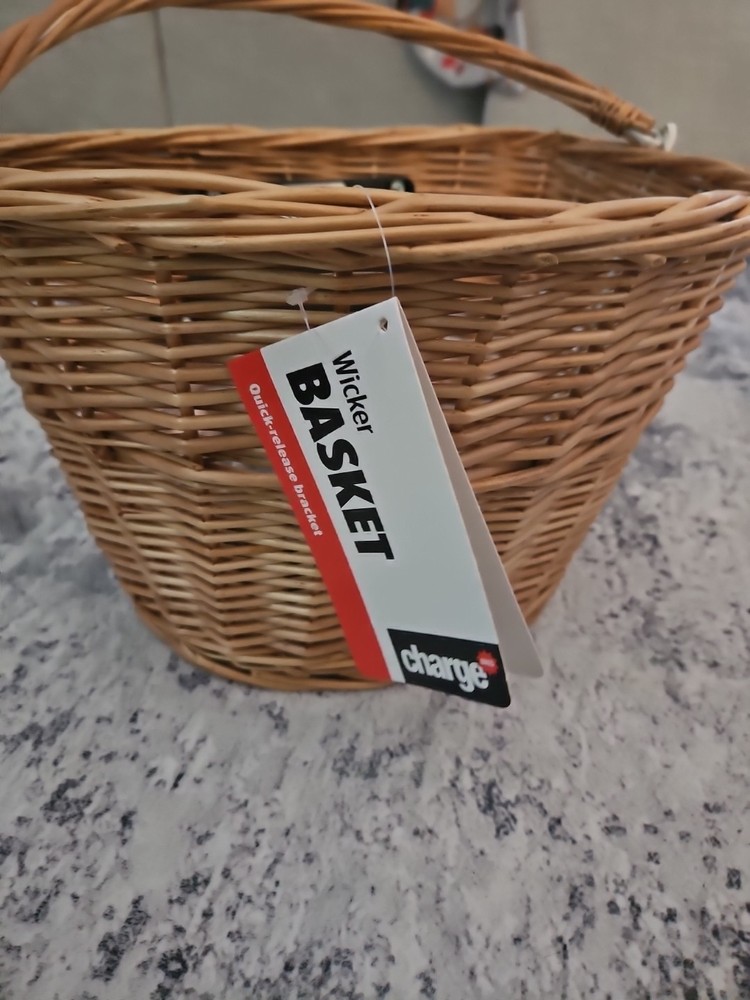 Wicker
BASKET
Quick-release bracket
charge